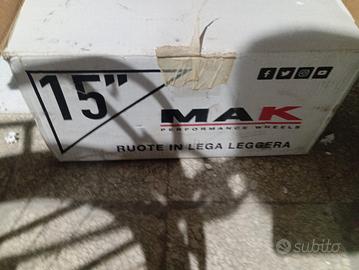 15"
MAK
PERFORMANCE WHEELS
RUOTE IN LEGA LEGGERA
subito